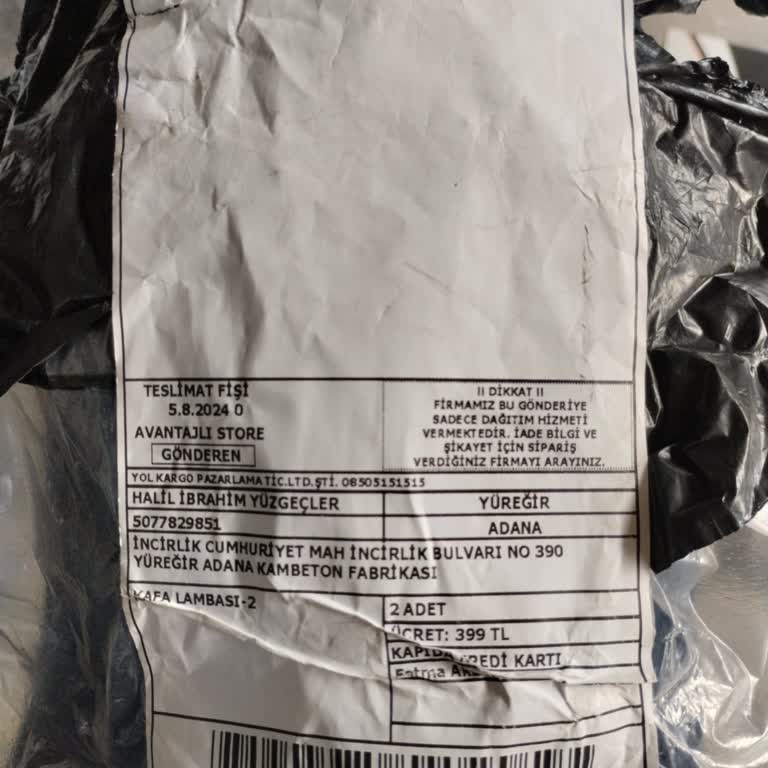 TESLİMAT FİŞİ
5.8.2024 0
AVANTAJLI STORE
GÖNDEREN
!! DİKKAT !!
FİRMAMIZ BU GÖNDERİYE
SADECE DAĞITIM HİZMETİ
VERMEKTEDİR. İADE BİLGİ VE
ŞİKAYET İÇİN SİPARİŞ
VERDİĞİNİZ FİRMAYI ARAYINIZ.
YOL KARGO PAZARLAMA TİC.LTD.ŞTİ. 08505151515
HALİL İBRAHİM YÜZGEÇLER
YÜREĞİR
5077829851
ADANA
İNCİRLİK CUMHURİYET MAH İNCİRLİK BULVARI NO 390
YÜREĞİR ADANA KAMBETON FABRİKASI
KAFA LAMBASI-2
2 ADET
ÜCRET: 399 TL
KAPIDA KREDİ KARTI
Fatma